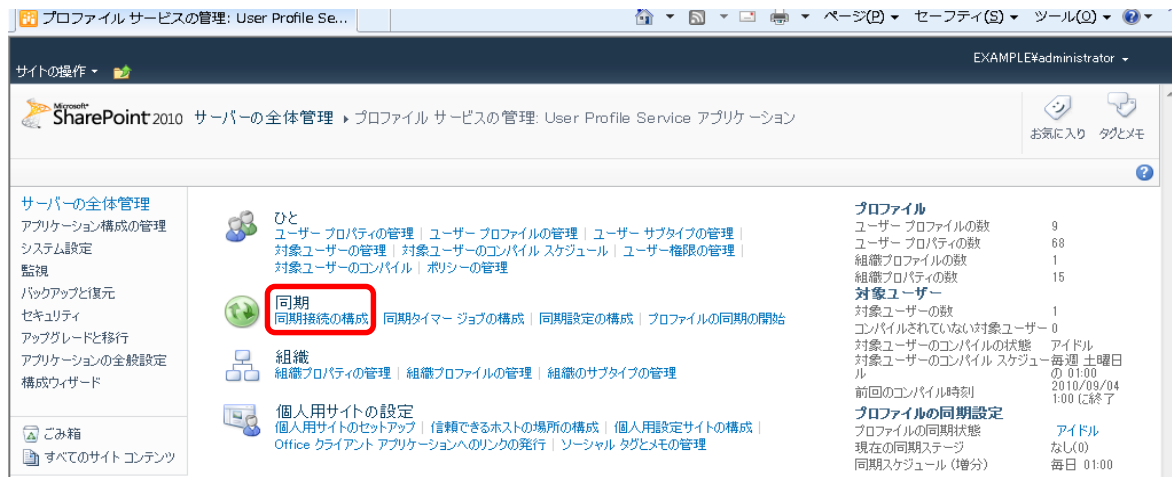 プロファイル サービスの管理: User Profile Se...
ページ(P) セーフティ(S) ツール(O)
サイトの操作
EXAMPLE¥administrator
Microsoft
SharePoint 2010 サーバーの全体管理 プロファイル サービスの管理: User Profile Service アプリケーション
お気に入り タグとメモ
サーバーの全体管理
アプリケーション構成の管理
システム設定
監視
バックアップと復元
セキュリティ
アップグレードと移行
アプリケーションの全般設定
構成ウィザード
ごみ箱
すべてのサイト コンテンツ
ひと
ユーザー プロパティの管理 | ユーザー プロファイルの管理 | ユーザー サブタイプの管理 |
対象ユーザーの管理 | 対象ユーザーのコンパイル スケジュール | ユーザー権限の管理 |
対象ユーザーのコンパイル | ポリシーの管理
同期
同期接続の構成 | 同期タイマー ジョブの構成 | 同期設定の構成 | プロファイルの同期の開始
組織
組織プロパティの管理 | 組織プロファイルの管理 | 組織のサブタイプの管理
個人用サイトの設定
個人用サイトのセットアップ | 信頼できるホストの場所の構成 | 個人用設定サイトの構成 |
Office クライアント アプリケーションへのリンクの発行 | ソーシャル タグとメモの管理
プロファイル
ユーザー プロファイルの数 9
ユーザー プロパティの数 68
組織プロファイルの数 1
組織プロパティの数 15
対象ユーザー
対象ユーザーの数 1
コンパイルされていない対象ユーザー 0
対象ユーザーのコンパイルの状態 アイドル
対象ユーザーのコンパイル スケジュー 毎週 土曜日
ル の 01:00
前回のコンパイル時刻 2010/09/04
1:00 に終了
プロファイルの同期設定
プロファイルの同期状態 アイドル
現在の同期ステージ なし(0)
同期スケジュール (増分) 毎日 01:00